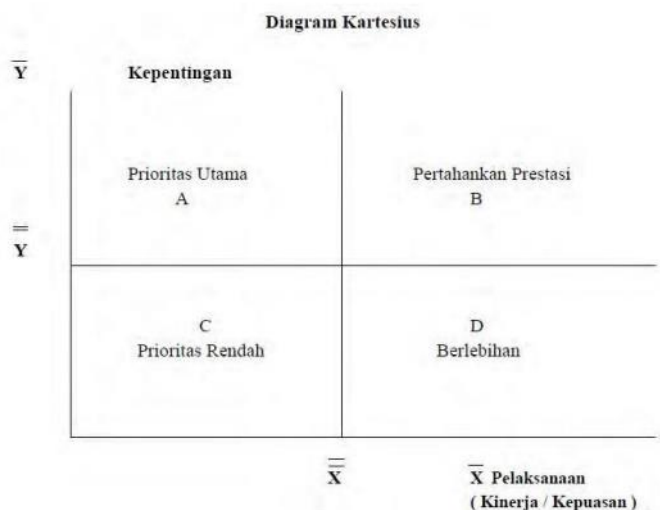 Diagram Kartesius
Y̅ Kepentingan
Prioritas Utama
A
Pertahankan Prestasi
B
Y̿
C
Prioritas Rendah
D
Berlebihan
X̿
X̅ Pelaksanaan
( Kinerja / Kepuasan )